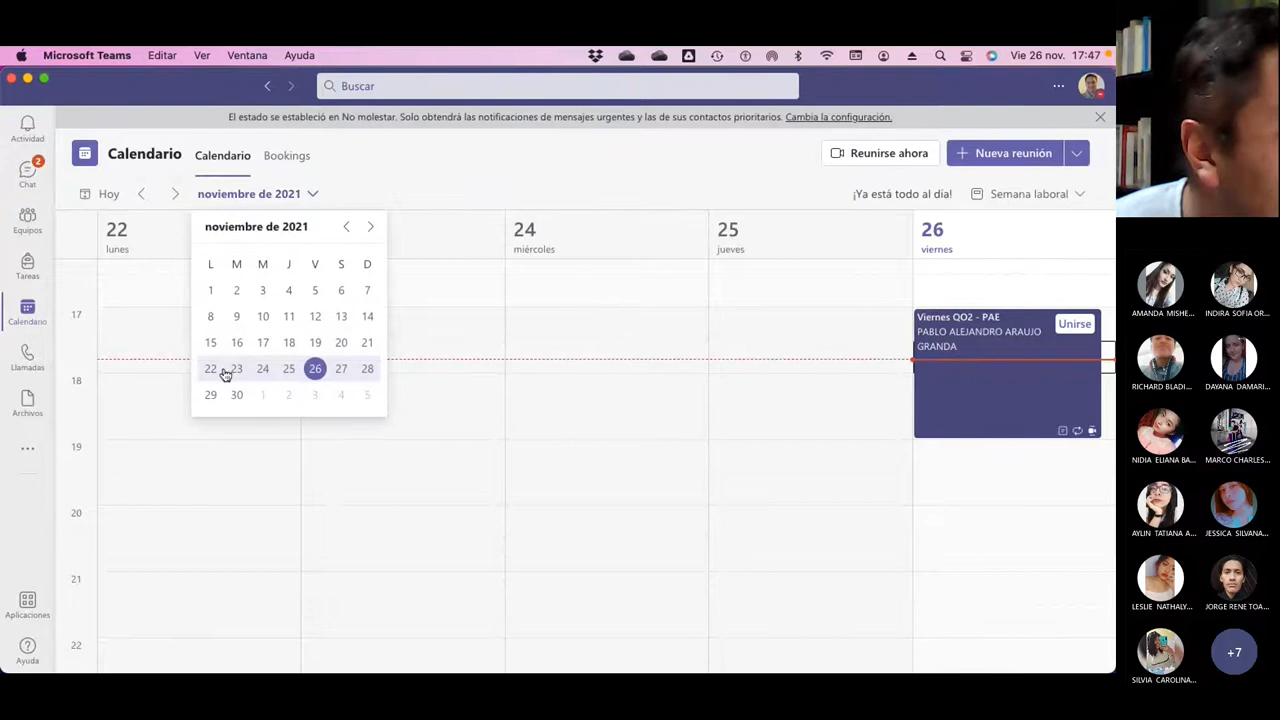 Microsoft Teams Editar Ver Ventana Ayuda Vie 26 nov. 17:47
Buscar
El estado se estableció en No molestar. Solo obtendrá las notificaciones de mensajes urgentes y las de sus contactos prioritarios. Cambia la configuración.
Actividad
Chat 2
Equipos
Tareas
Calendario
Llamadas
Archivos
Aplicaciones
Ayuda
Calendario Calendario Bookings Reunirse ahora + Nueva reunión
Hoy noviembre de 2021 ¡Ya está todo al día! Semana laboral
22 24 25 26
lunes miércoles jueves viernes
noviembre de 2021
L M M J V S D
1 2 3 4 5 6 7
8 9 10 11 12 13 14
15 16 17 18 19 20 21
22 23 24 25 26 27 28
29 30 1 2 3 4 5
17
18
19
20
21
22
Viernes QO2 - PAE
PABLO ALEJANDRO ARAUJO
GRANDA
Unirse
AMANDA MISHE... INDIRA SOFIA OR...
RICHARD BLADI... DAYANA DAMARI...
NIDIA ELIANA BA... MARCO CHARLES...
AYLIN TATIANA A... JESSICA SILVANA...
LESLIE NATHALY... JORGE RENE TOA...
SILVIA CAROLINA... +7